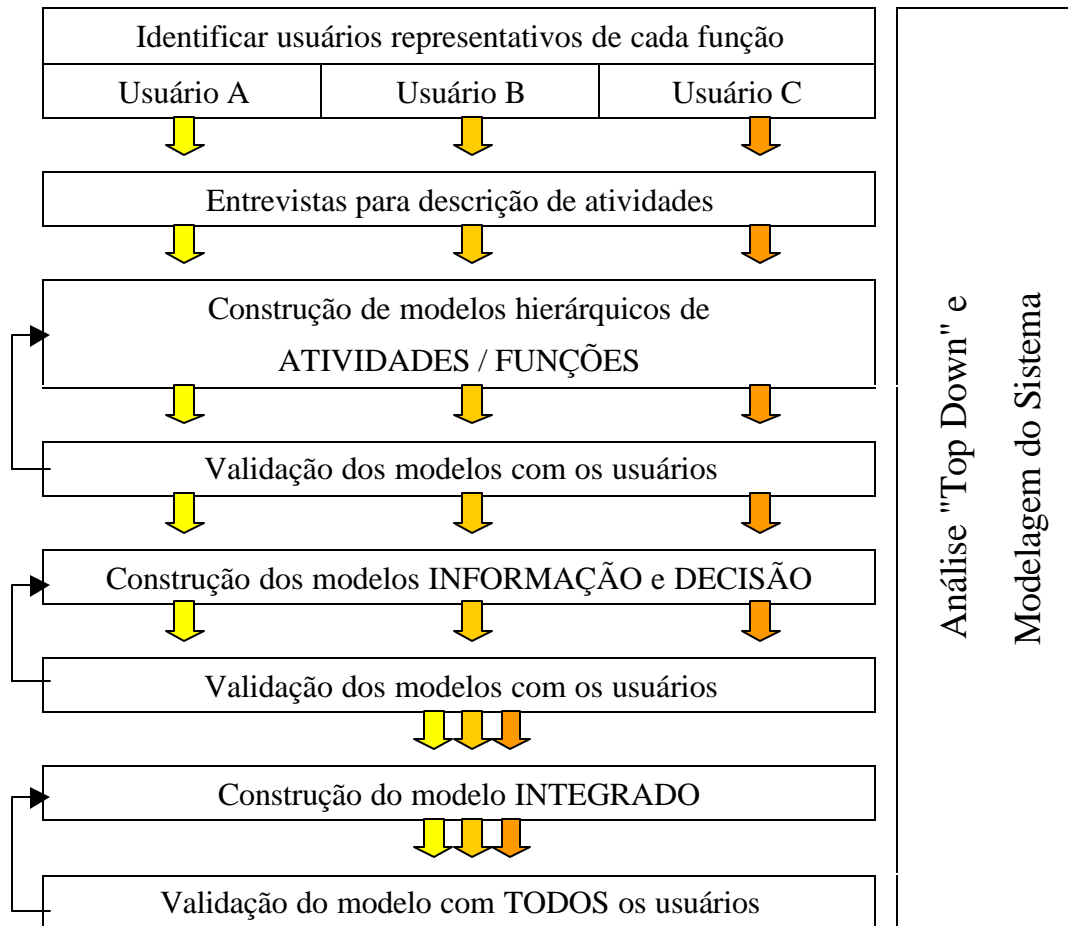 Identificar usuários representativos de cada função
Usuário A
Usuário B
Usuário C
Entrevistas para descrição de atividades
Construção de modelos hierárquicos de
ATIVIDADES / FUNÇÕES
Validação dos modelos com os usuários
Construção dos modelos INFORMAÇÃO e DECISÃO
Validação dos modelos com os usuários
Construção do modelo INTEGRADO
Validação do modelo com TODOS os usuários
Análise "Top Down" e
Modelagem do Sistema